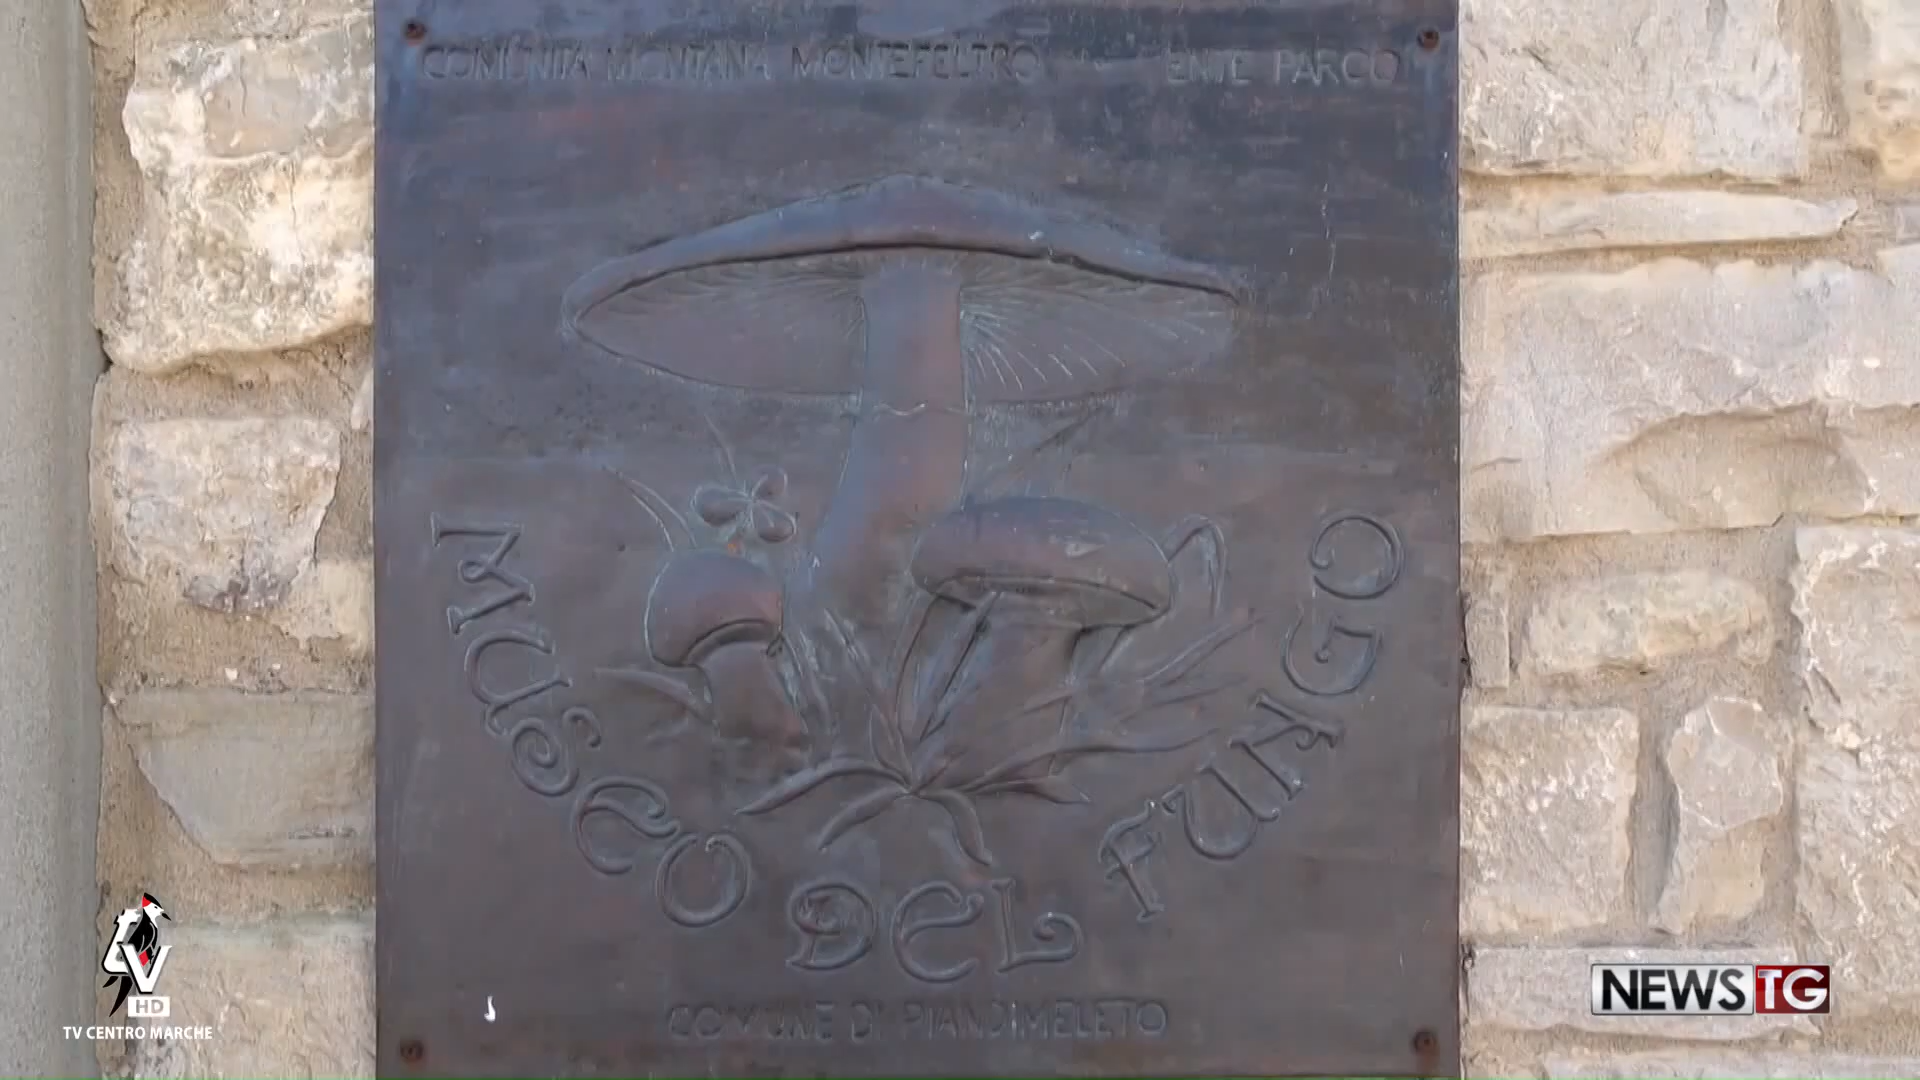 COMUNITA MONTANA MONTEFELTRO ENTE PARCO
MUSEO DEL FUNGO
COMUNE DI PIANDIMELETO
HD
TV CENTRO MARCHE
NEWS TG